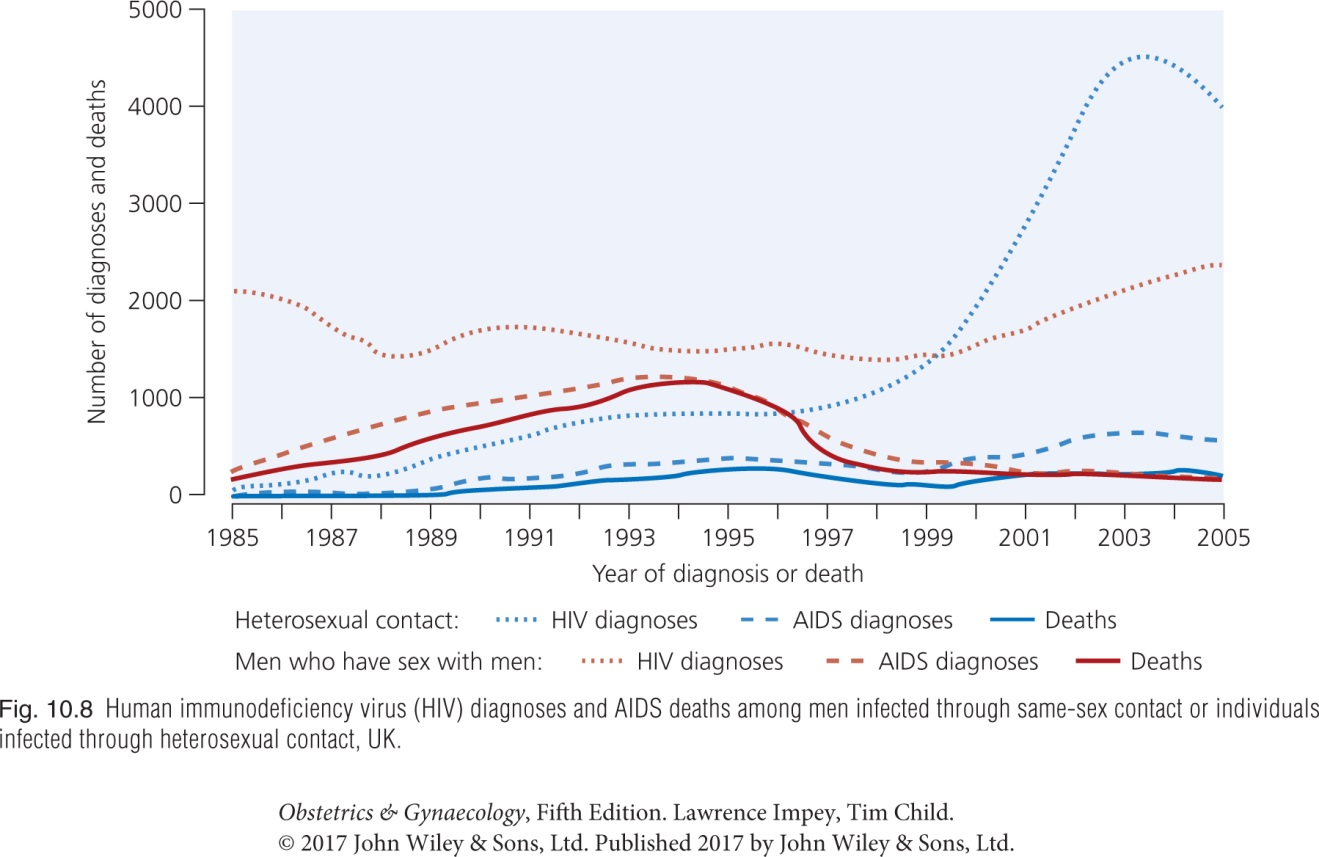 5000
4000
3000
2000
1000
0
Number of diagnoses and deaths
1985 1987 1989 1991 1993 1995 1997 1999 2001 2003 2005
Year of diagnosis or death
Heterosexual contact: HIV diagnoses AIDS diagnoses Deaths
Men who have sex with men: HIV diagnoses AIDS diagnoses Deaths
Fig. 10.8 Human immunodeficiency virus (HIV) diagnoses and AIDS deaths among men infected through same-sex contact or individuals
infected through heterosexual contact, UK.
Obstetrics & Gynaecology, Fifth Edition. Lawrence Impey, Tim Child.
© 2017 John Wiley & Sons, Ltd. Published 2017 by John Wiley & Sons, Ltd.